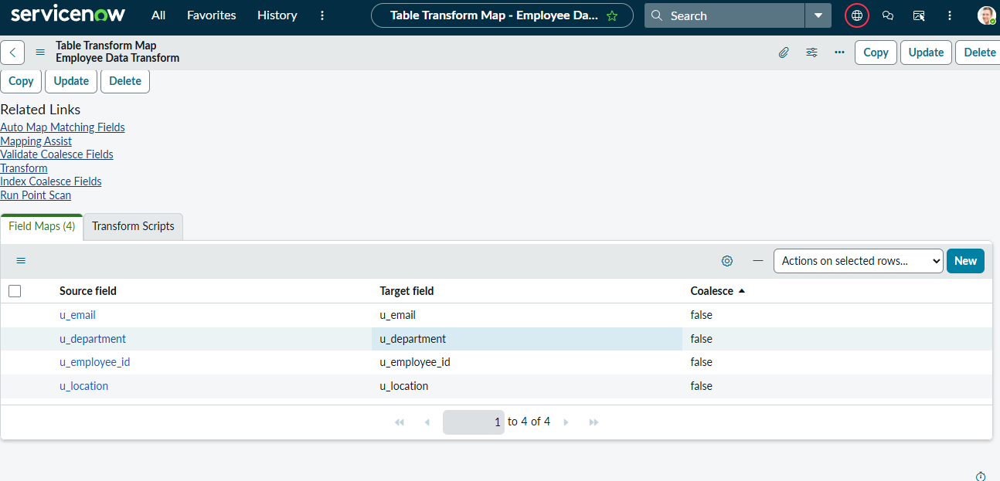 servicenow All Favorites History Table Transform Map - Employee Da... Search
Table Transform Map
Employee Data Transform
Copy Update Delete
Copy Update Delete
Related Links
Auto Map Matching Fields
Mapping Assist
Validate Coalesce Fields
Transform
Index Coalesce Fields
Run Point Scan
Field Maps (4) Transform Scripts
Actions on selected rows... New
Source field Target field Coalesce
u_email u_email false
u_department u_department false
u_employee_id u_employee_id false
u_location u_location false
1 to 4 of 4